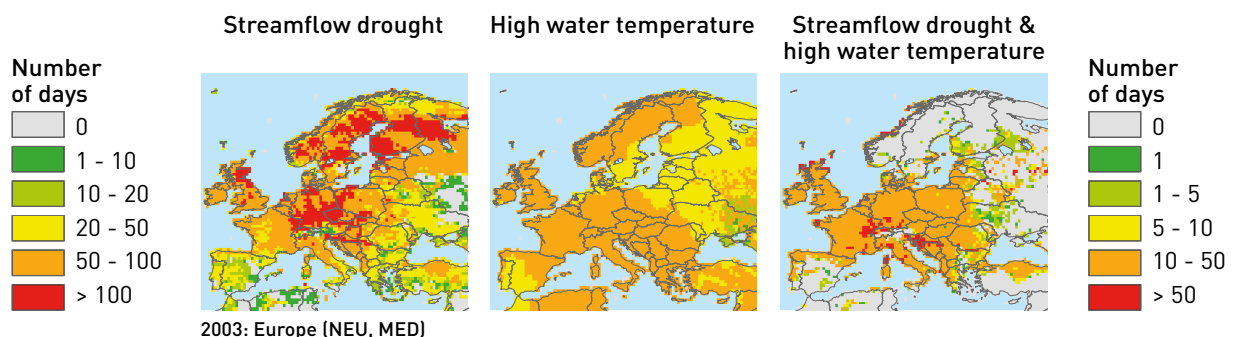 Streamflow drought
High water temperature
Streamflow drought &
high water temperature
Number
of days
0
1 - 10
10 - 20
20 - 50
50 - 100
> 100
Number
of days
0
1
1 - 5
5 - 10
10 - 50
> 50
2003: Europe (NEU, MED)